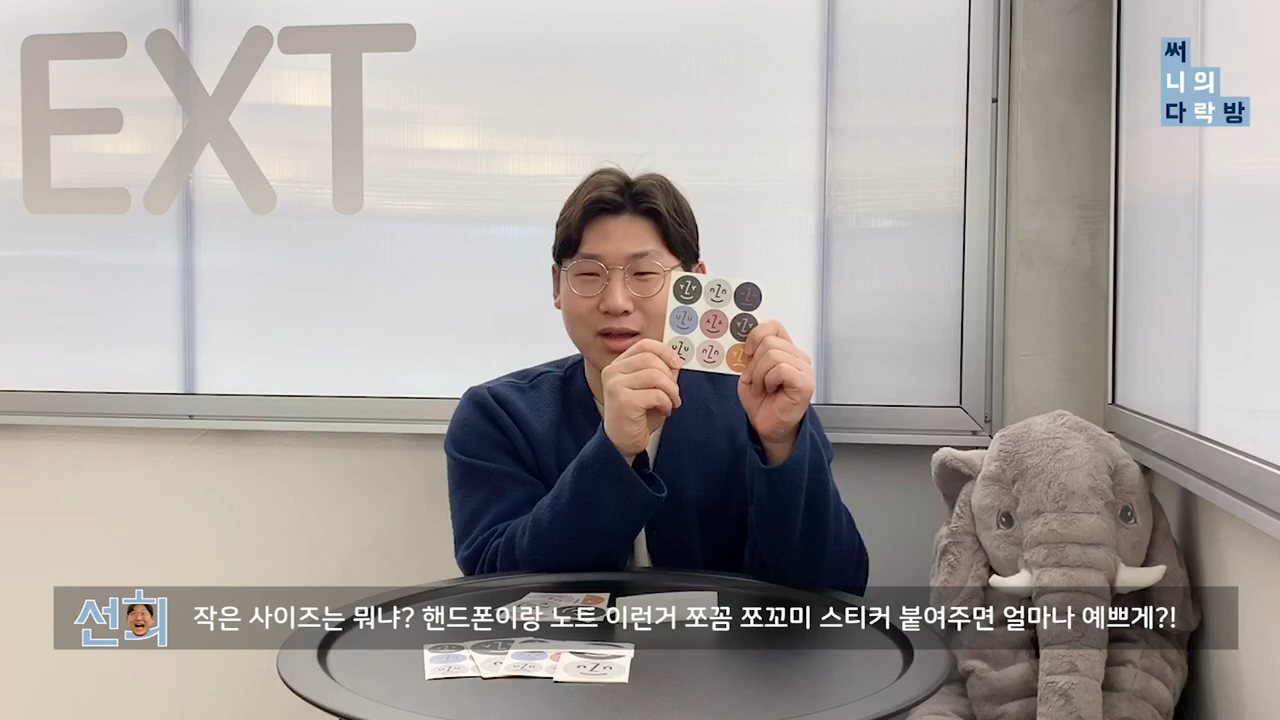 EXT
써
니의
다락방
선희
작은 사이즈는 뭐냐? 핸드폰이랑 노트 이런거 쪼꼼 쪼꼬미 스티커 붙여주면 얼마나 예쁘게?!